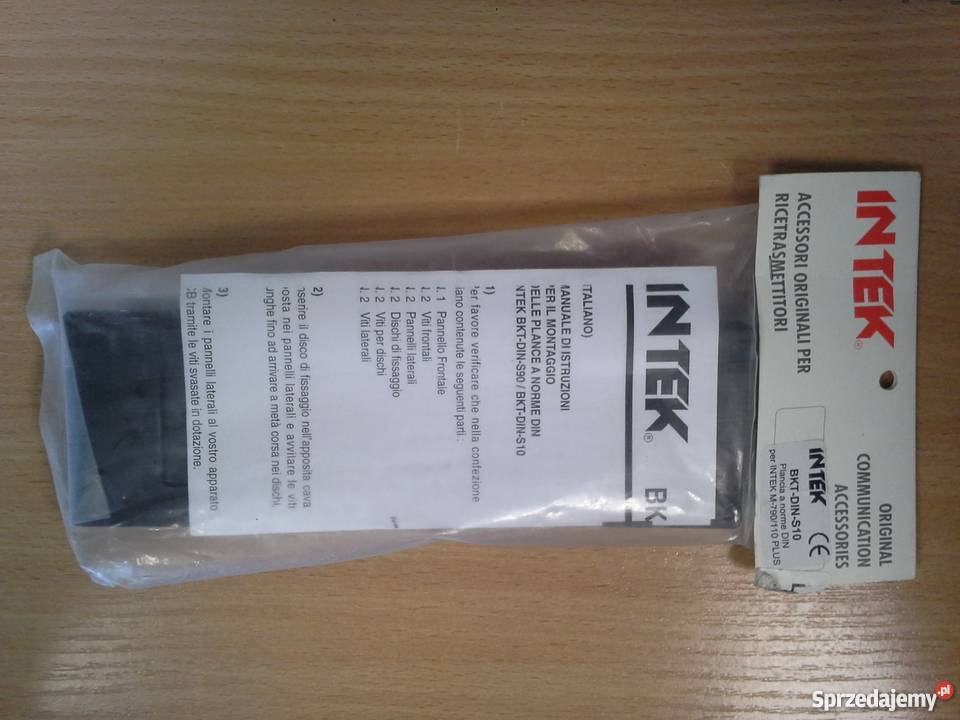 INTEK®
ACCESSORI ORIGINALI PER
RICETRASMETTITORI
ORIGINAL
COMMUNICATION
ACCESSORIES
INTEK CE
BKT-DIN-S10
Plancia a norme DIN
per INTEK M-790/110 PLUS
INTEK®
BK
ITALIANO)
MANUALE DI ISTRUZIONI
PER IL MONTAGGIO
DELLE PLANCE A NORME DIN
NTEK BKT-DIN-S90 / BKT-DIN-S10
1)
Per favore verificare che nella confezione
siano contenute le seguenti parti :
N. 1 Pannello Frontale
N. 2 Viti frontali
N. 2 Pannelli laterali
N. 2 Dischi di fissaggio
N. 2 Viti per dischi
N. 2 Viti laterali
2)
nserire il disco di fissaggio nell'apposita cava
posta nei pannelli laterali e avvitare le viti
unghe fino ad arrivare a metà corsa nei dischi.
3)
Montare i pannelli laterali al vostro apparato
CB tramite le viti svasate in dotazione.
Sprzedajemy.pl